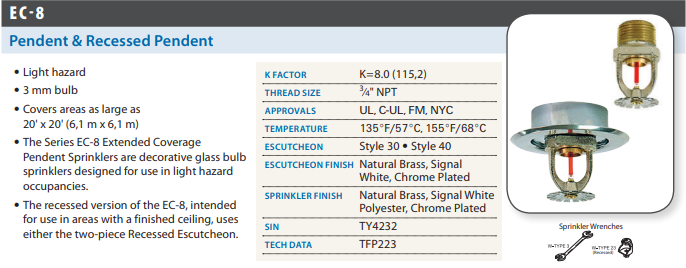 EC-8
Pendent & Recessed Pendent
• Light hazard
• 3 mm bulb
• Covers areas as large as
20' x 20' (6,1 m x 6,1 m)
• The Series EC-8 Extended Coverage
Pendent Sprinklers are decorative glass bulb
sprinklers designed for use in light hazard
occupancies.
• The recessed version of the EC-8, intended
for use in areas with a finished ceiling, uses
either the two-piece Recessed Escutcheon.
K FACTOR K=8.0 (115,2)
THREAD SIZE 3/4" NPT
APPROVALS UL, C-UL, FM, NYC
TEMPERATURE 135°F/57°C, 155°F/68°C
ESCUTCHEON Style 30 • Style 40
ESCUTCHEON FINISH Natural Brass, Signal
White, Chrome Plated
SPRINKLER FINISH Natural Brass, Signal White
Polyester, Chrome Plated
SIN TY4232
TECH DATA TFP223
Sprinkler Wrenches
W-TYPE 3
W-TYPE 23
(Recessed)